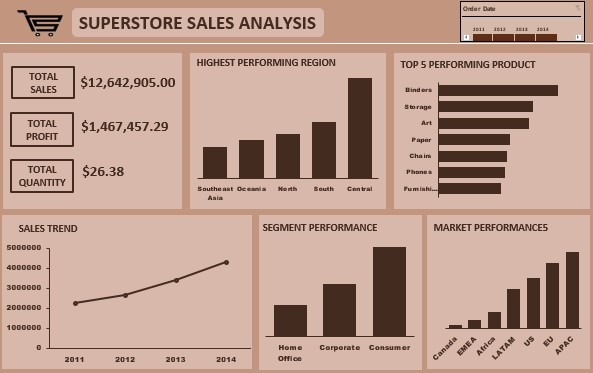 SUPERSTORE SALES ANALYSIS
Order Date
2011 2012 2013 2014
TOTAL
SALES
$12,642,905.00
TOTAL
PROFIT
$1,467,457.29
TOTAL
QUANTITY
$26.38
HIGHEST PERFORMING REGION
Southeast
Asia
Oceania
North
South
Central
TOP 5 PERFORMING PRODUCT
Binders
Storage
Art
Paper
Chairs
Phones
Furnishi...
SALES TREND
5000000
4000000
3000000
2000000
1000000
0
2011 2012 2013 2014
SEGMENT PERFORMANCE
Home
Office
Corporate
Consumer
MARKET PERFORMANCES
Canada
EMEA
Africa
LATAM
US
EU
APAC